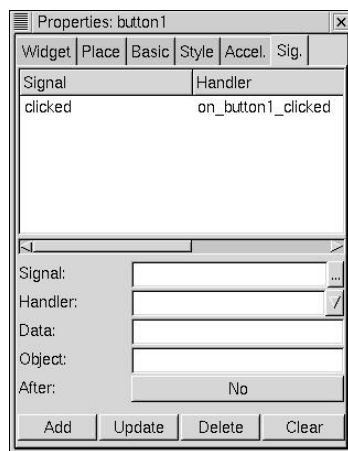 Properties: button1
Widget Place Basic Style Accel. Sig.
Signal Handler
clicked on_button1_clicked
Signal: ...
Handler:
Data:
Object:
After: No
Add Update Delete Clear